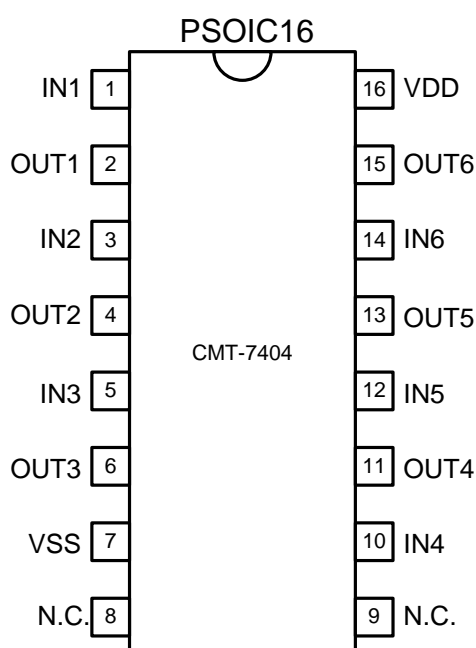 PSOIC16
IN1 1 16 VDD
OUT1 2 15 OUT6
IN2 3 14 IN6
OUT2 4 13 OUT5
CMT-7404
IN3 5 12 IN5
OUT3 6 11 OUT4
VSS 7 10 IN4
N.C. 8 9 N.C.